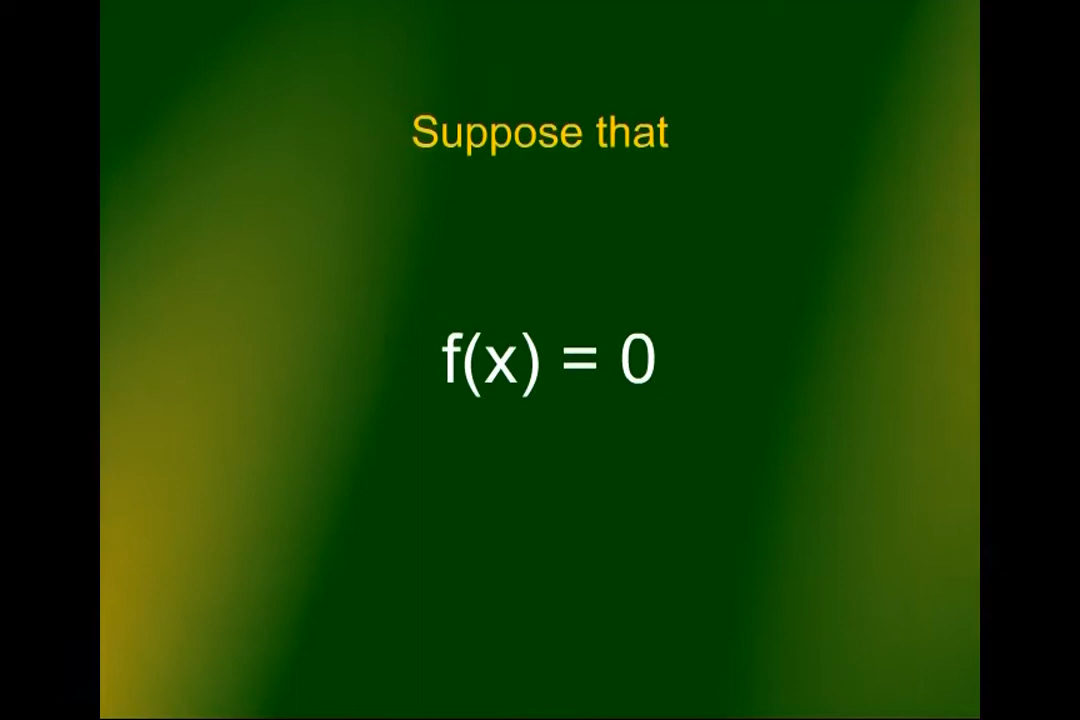 Suppose that
f(x) = 0